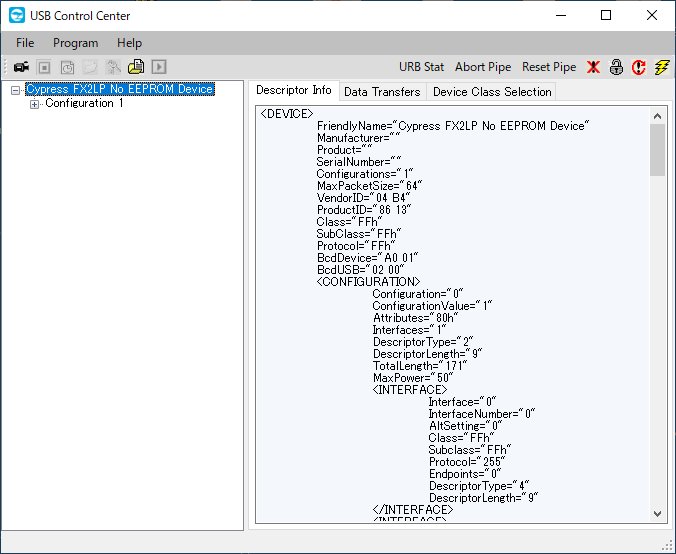 USB Control Center
File Program Help
URB Stat Abort Pipe Reset Pipe
Cypress FX2LP No EEPROM Device
Configuration 1
Descriptor Info Data Transfers Device Class Selection
<DEVICE>
FriendlyName="Cypress FX2LP No EEPROM Device"
Manufacturer=""
Product=""
SerialNumber=""
Configurations="1"
MaxPacketSize="64"
VendorID="04 B4"
ProductID="86 13"
Class="FFh"
SubClass="FFh"
Protocol="FFh"
BcdDevice="A0 01"
BcdUSB="02 00"
<CONFIGURATION>
Configuration="0"
ConfigurationValue="1"
Attributes="80h"
Interfaces="1"
DescriptorType="2"
DescriptorLength="9"
TotalLength="171"
MaxPower="50"
<INTERFACE>
Interface="0"
InterfaceNumber="0"
AltSetting="0"
Class="FFh"
Subclass="FFh"
Protocol="255"
Endpoints="0"
DescriptorType="4"
DescriptorLength="9"
</INTERFACE>
<INTERFACE>